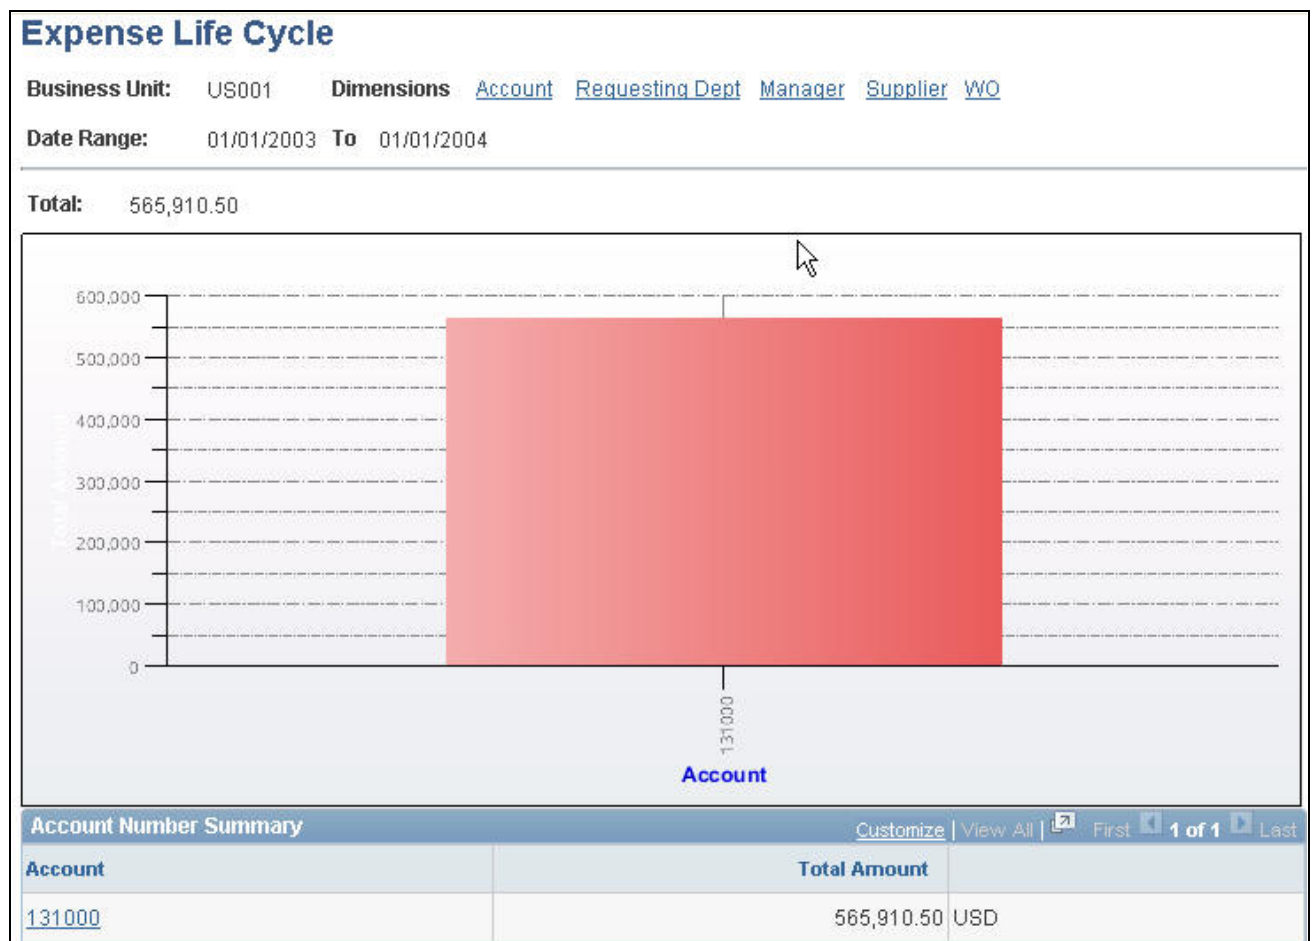 Expense Life Cycle
Business Unit: US001 Dimensions Account Requesting Dept Manager Supplier WO
Date Range: 01/01/2003 To 01/01/2004
Total: 565,910.50
600,000
500,000
400,000
300,000
200,000
100,000
0
131000
Account
Account Number Summary Customize | View All | First 1 of 1 Last
Account Total Amount
131000 565,910.50 USD